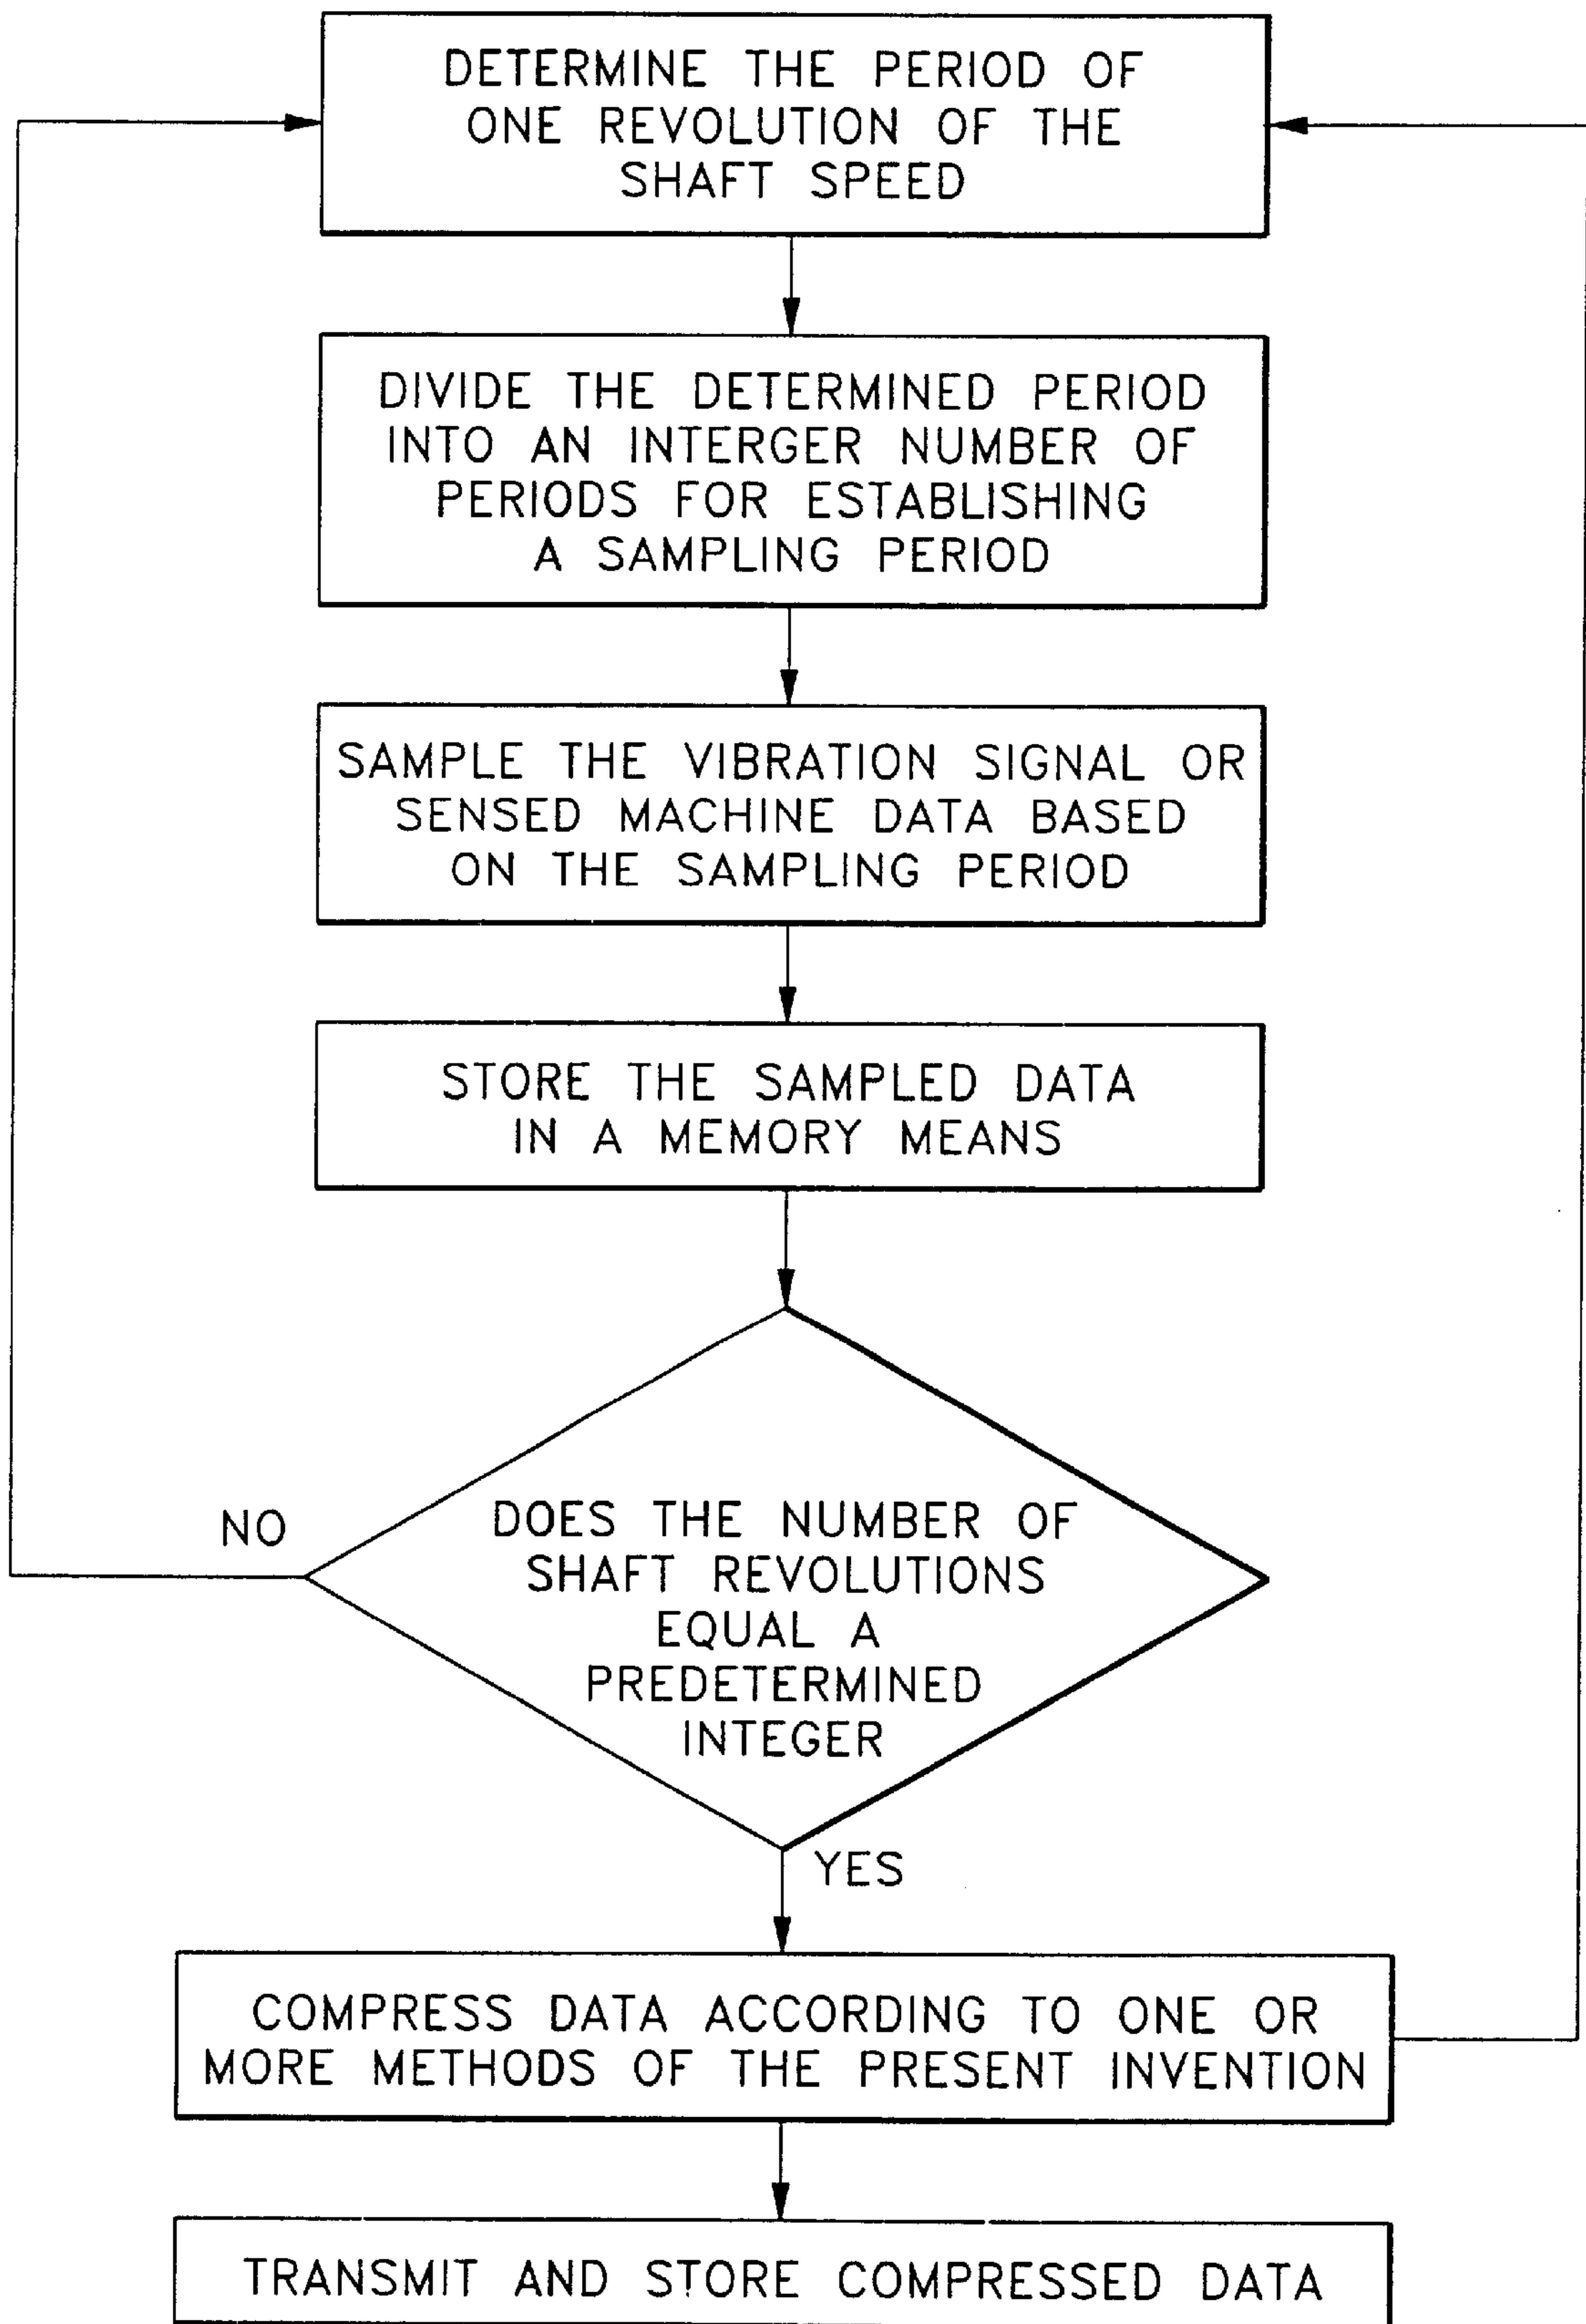 DETERMINE THE PERIOD OF
ONE REVOLUTION OF THE
SHAFT SPEED
DIVIDE THE DETERMINED PERIOD
INTO AN INTERGER NUMBER OF
PERIODS FOR ESTABLISHING
A SAMPLING PERIOD
SAMPLE THE VIBRATION SIGNAL OR
SENSED MACHINE DATA BASED
ON THE SAMPLING PERIOD
STORE THE SAMPLED DATA
IN A MEMORY MEANS
NO
DOES THE NUMBER OF
SHAFT REVOLUTIONS
EQUAL A
PREDETERMINED
INTEGER
YES
COMPRESS DATA ACCORDING TO ONE OR
MORE METHODS OF THE PRESENT INVENTION
TRANSMIT AND STORE COMPRESSED DATA